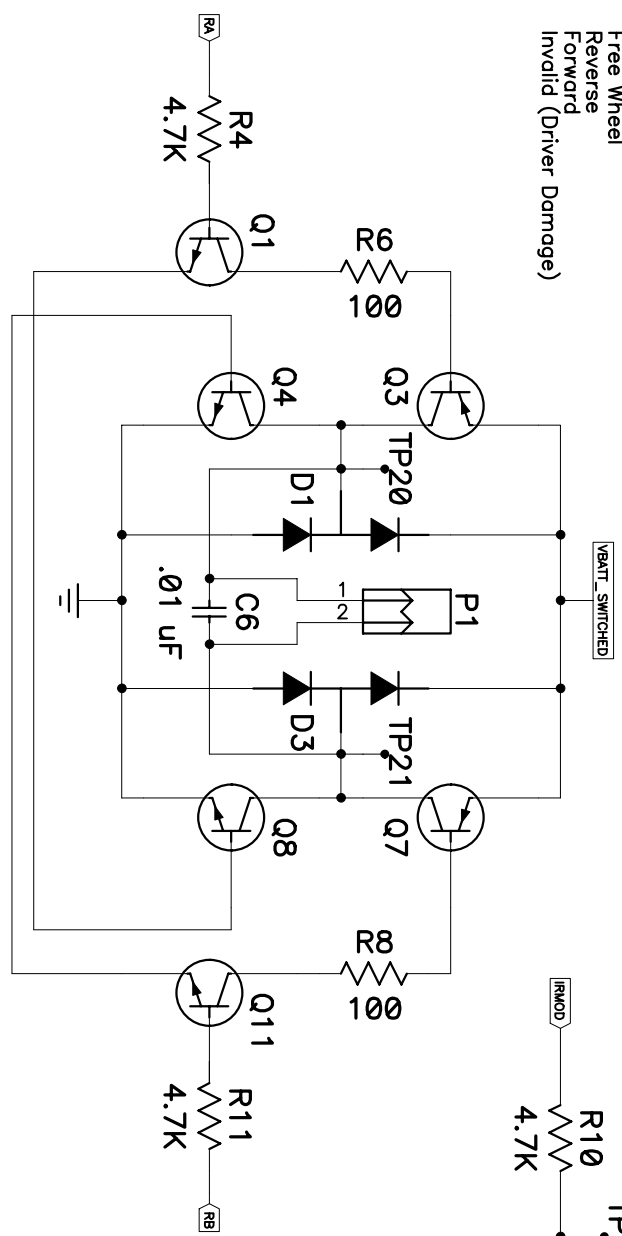 Free Wheel
Reverse
Forward
Invalid (Driver Damage)
RA
R4
4.7K
Q1
R6
100
Q4
Q3
TP20
D1
VBATT_SWITCHED
1
2
P1
C6
.01 uF
D3
TP21
Q8
Q7
R8
100
Q11
R11
4.7K
RB
IRMOD
R10
4.7K
TP